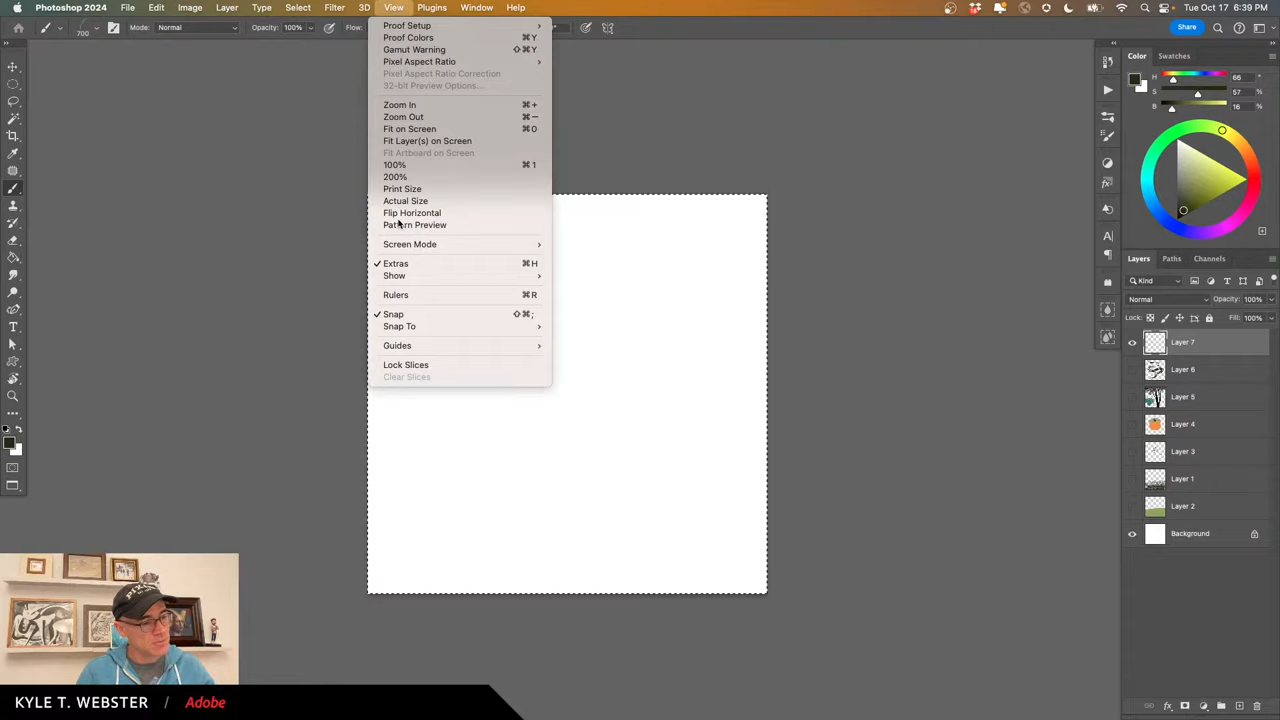 Photoshop 2024 File Edit Image Layer Type Select Filter 3D View Plugins Window Help Tue Oct 17 6:39 PM
700 Mode: Normal Opacity: 100% Flow: Share
Proof Setup
Proof Colors ⌘Y
Gamut Warning ⇧⌘Y
Pixel Aspect Ratio
Pixel Aspect Ratio Correction
32-bit Preview Options...
Zoom In ⌘+
Zoom Out ⌘−
Fit on Screen ⌘0
Fit Layer(s) on Screen
Fit Artboard on Screen
100% ⌘1
200%
Print Size
Actual Size
Flip Horizontal
Pattern Preview
Screen Mode
Extras ⌘H
Show
Rulers ⌘R
Snap ⇧⌘;
Snap To
Guides
Lock Slices
Clear Slices
Color Swatches
H 66 °
S 57 %
B 16 %
Layers Paths Channels
Kind
Normal Opacity: 100%
Lock: Fill: 100%
Layer 7
Layer 6
Layer 5
Layer 4
Layer 3
Layer 1
Layer 2
Background
KYLE T. WEBSTER / Adobe